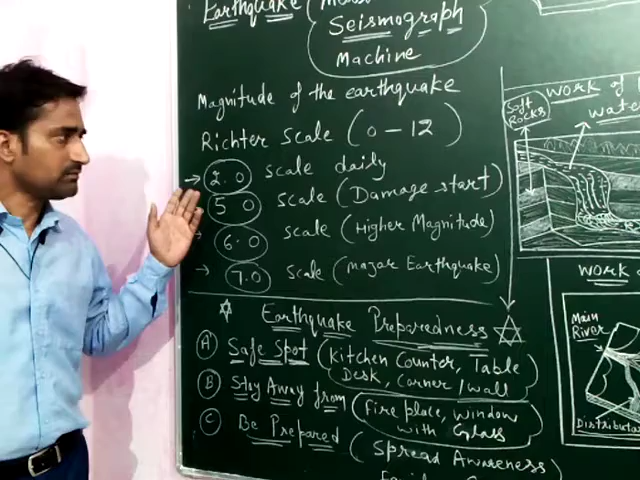 Earthquake
Seismograph
Machine
Magnitude of the earthquake
Richter Scale (0-12)
→ 2.0 scale daily
5.0 scale (Damage start)
→ 6.0 scale (Higher Magnitude)
→ 7.0 scale (Major Earthquake)
Earthquake Preparedness
A Safe Spot (Kitchen Counter, Table
Desk, Corner/wall
B Stay Away from (Fire place, window
with Glass
C Be Prepared (Spread Awareness
Work of
Soft
Rocks
Work
Main
River